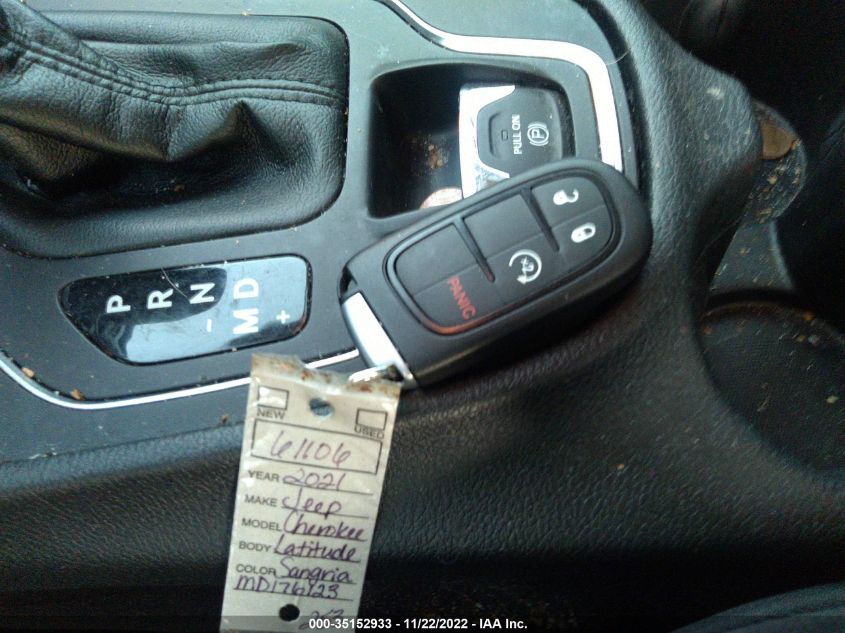 PULL ON
P
P
R
N
D
-
M
+
PANIC
NEW
USED
61106
YEAR 2021
MAKE Jeep
MODEL Cherokee
BODY Latitude
COLOR Sangria
MD176123
000-35152933 - 11/22/2022 - IAA Inc.